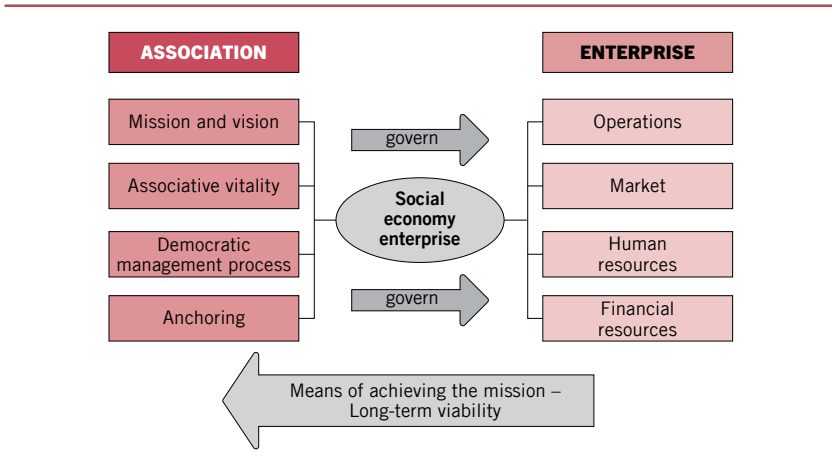 ASSOCIATION
ENTERPRISE
Mission and vision
govern
Operations
Associative vitality
Market
Social
economy
enterprise
Democratic
management process
Human
resources
govern
Anchoring
Financial
resources
Means of achieving the mission –
Long-term viability